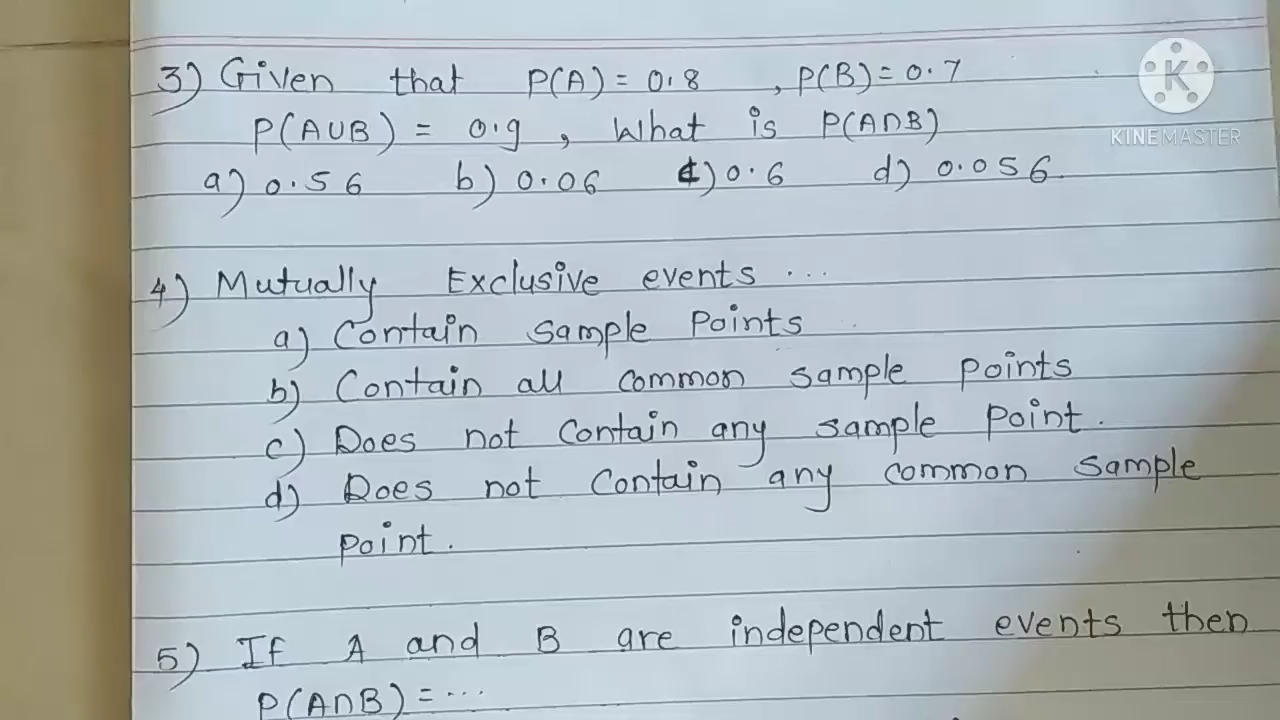 3) Given that P(A) = 0.8 , P(B) = 0.7
P(A∪B) = 0.9 , What is P(A∩B)
a) 0.56 b) 0.06 c) 0.6 d) 0.056
4) Mutually Exclusive events ...
a) Contain sample Points
b) Contain all common sample points
c) Does not contain any sample point.
d) Does not contain any common sample
point.
5) If A and B are independent events then
P(A∩B) = ...
K
KINEMASTER